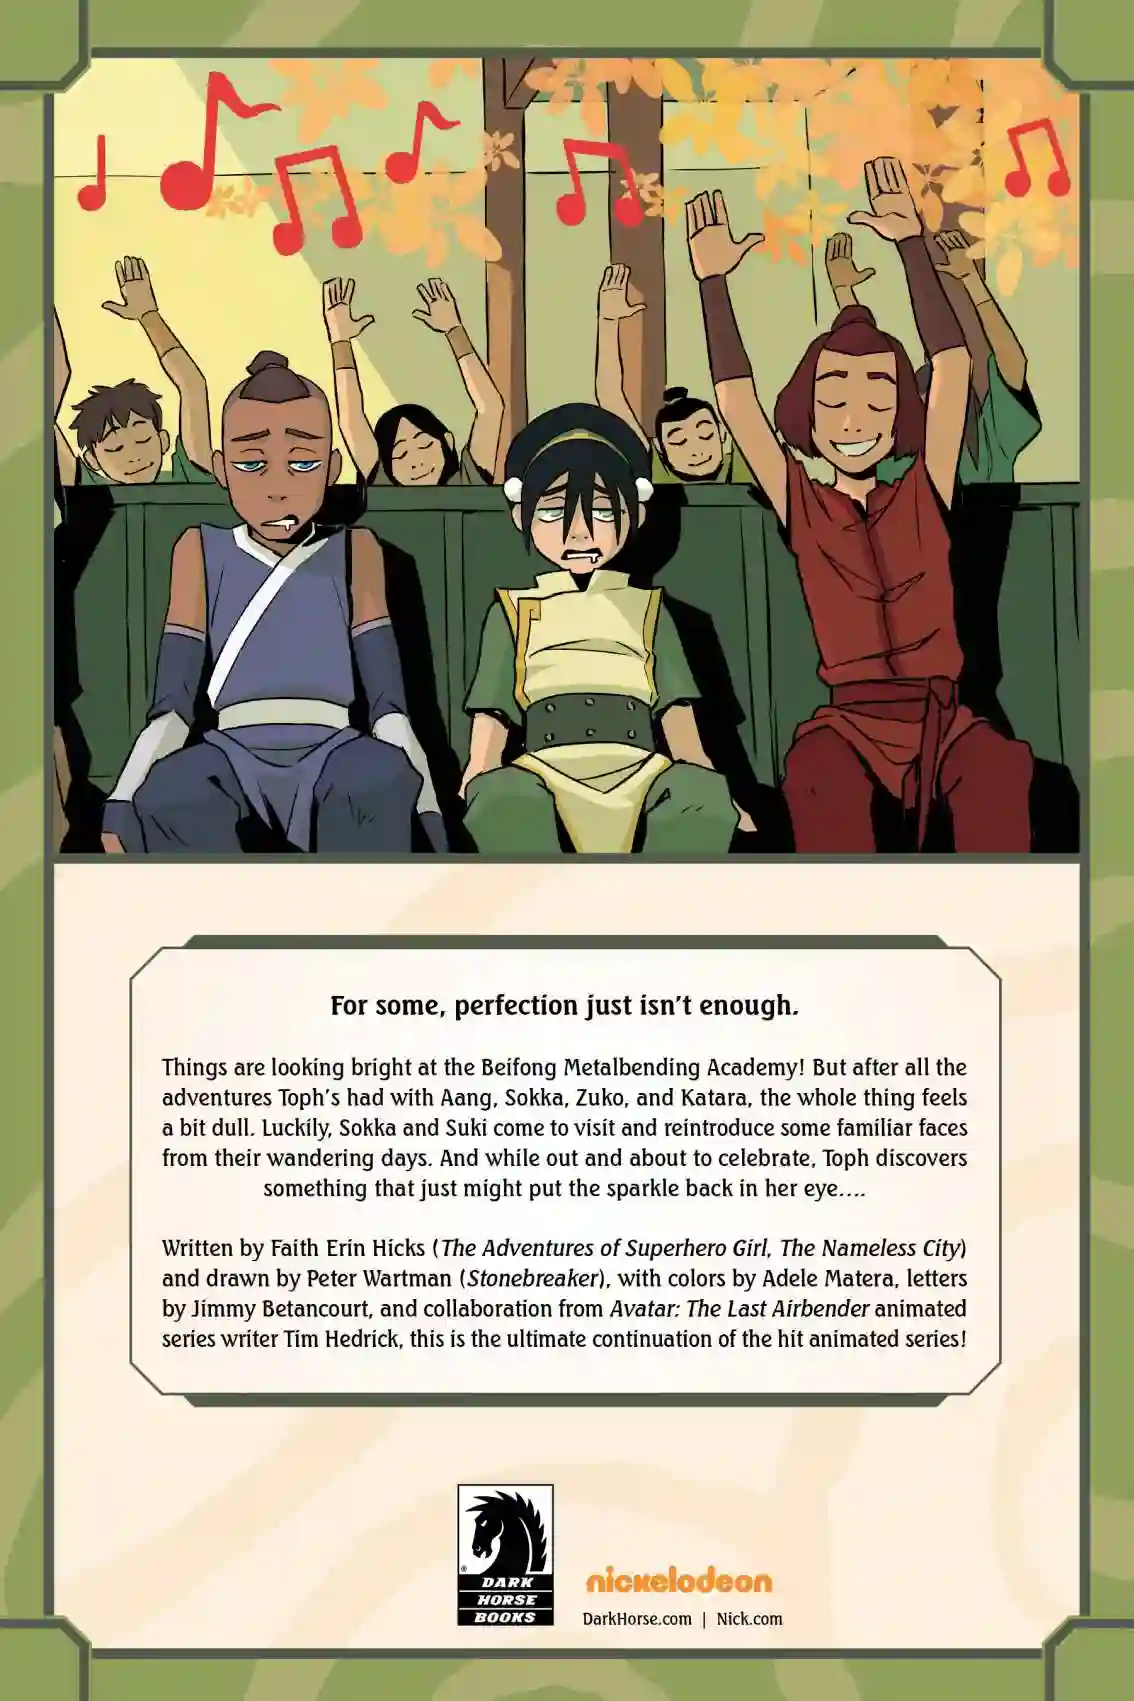 For some, perfection just isn't enough.
Things are looking bright at the Beifong Metalbending Academy! But after all the
adventures Toph's had with Aang, Sokka, Zuko, and Katara, the whole thing feels
a bit dull. Luckily, Sokka and Suki come to visit and reintroduce some familiar faces
from their wandering days. And while out and about to celebrate, Toph discovers
something that just might put the sparkle back in her eye....
Written by Faith Erin Hicks (The Adventures of Superhero Girl, The Nameless City)
and drawn by Peter Wartman (Stonebreaker), with colors by Adele Matera, letters
by Jimmy Betancourt, and collaboration from Avatar: The Last Airbender animated
series writer Tim Hedrick, this is the ultimate continuation of the hit animated series!
®
DARK
HORSE
BOOKS
nickelodeon
DarkHorse.com | Nick.com